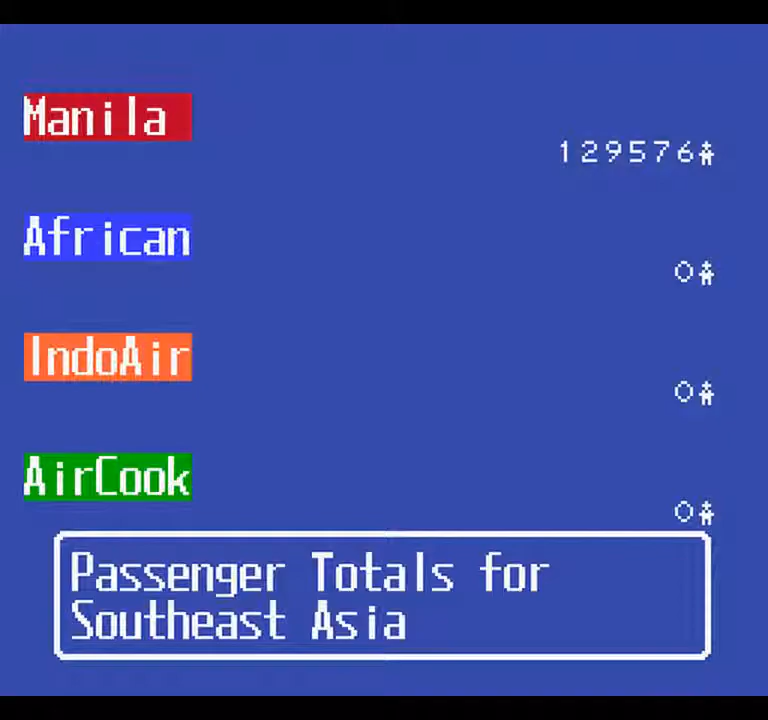 Manila
129576
African
0
IndoAir
0
AirCook
0
Passenger Totals for
Southeast Asia